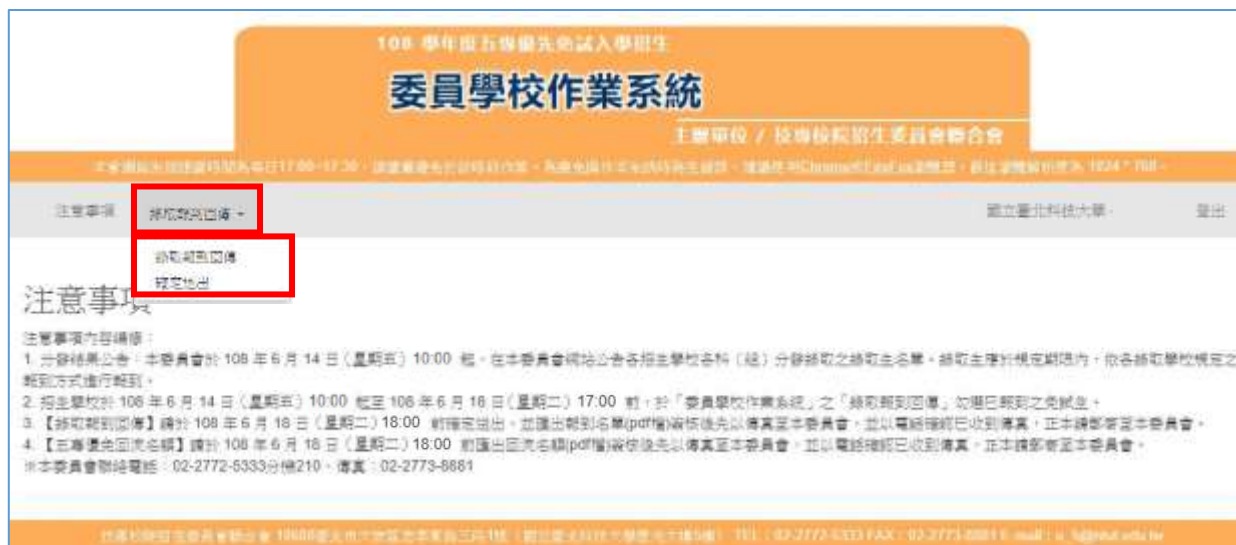 108 學年度五專優先免試入學招生
委員學校作業系統
主辦單位 / 技專校院招生委員會聯合會
注意事項 錄取報到回傳 國立臺北科技大學 登出
錄取報到回傳
確定送出
注意事項
注意事項內容編修：
1. 分發結果公告：本委員會於 108 年 6 月 14 日（星期五）10:00 起，在本委員會網站公告各招生學校各科（組）分發錄取之錄取生名單。錄取生應於規定期限內，依各錄取學校規定之
報到方式進行報到。
2. 招生學校於 108 年 6 月 14 日（星期五）10:00 起至 108 年 6 月 18 日（星期二）17:00 前，於「委員學校作業系統」之「錄取報到回傳」勾選已報到之免試生。
3. 【錄取報到回傳】請於 108 年 6 月 18 日（星期二）18:00 前確定送出，並匯出報到名單(pdf檔)簽核後先以傳真至本委員會，並以電話確認已收到傳真，正本請郵寄至本委員會。
4. 【五專優免回流名額】請於 108 年 6 月 18 日（星期二）18:00 前匯出回流名額(pdf檔)簽核後先以傳真至本委員會，並以電話確認已收到傳真，正本請郵寄至本委員會。
※本委員會聯絡電話：02-2772-5333分機210、傳真：02-2773-8881